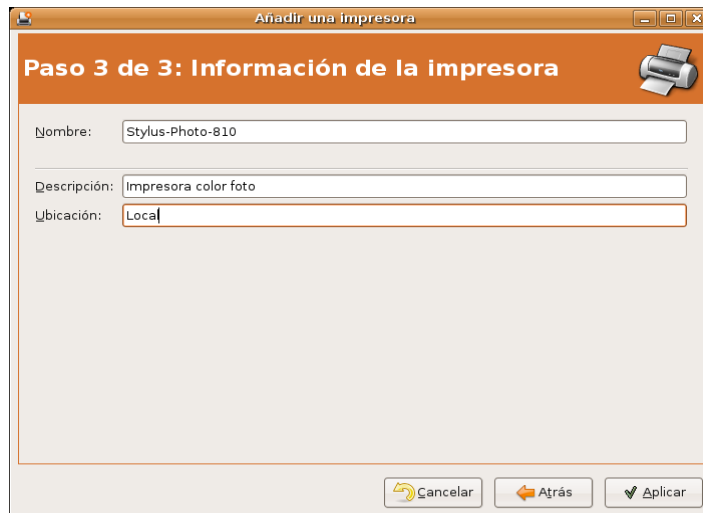 Añadir una impresora
Paso 3 de 3: Información de la impresora
Nombre: Stylus-Photo-810
Descripción: Impresora color foto
Ubicación: Local
Cancelar Atrás Aplicar